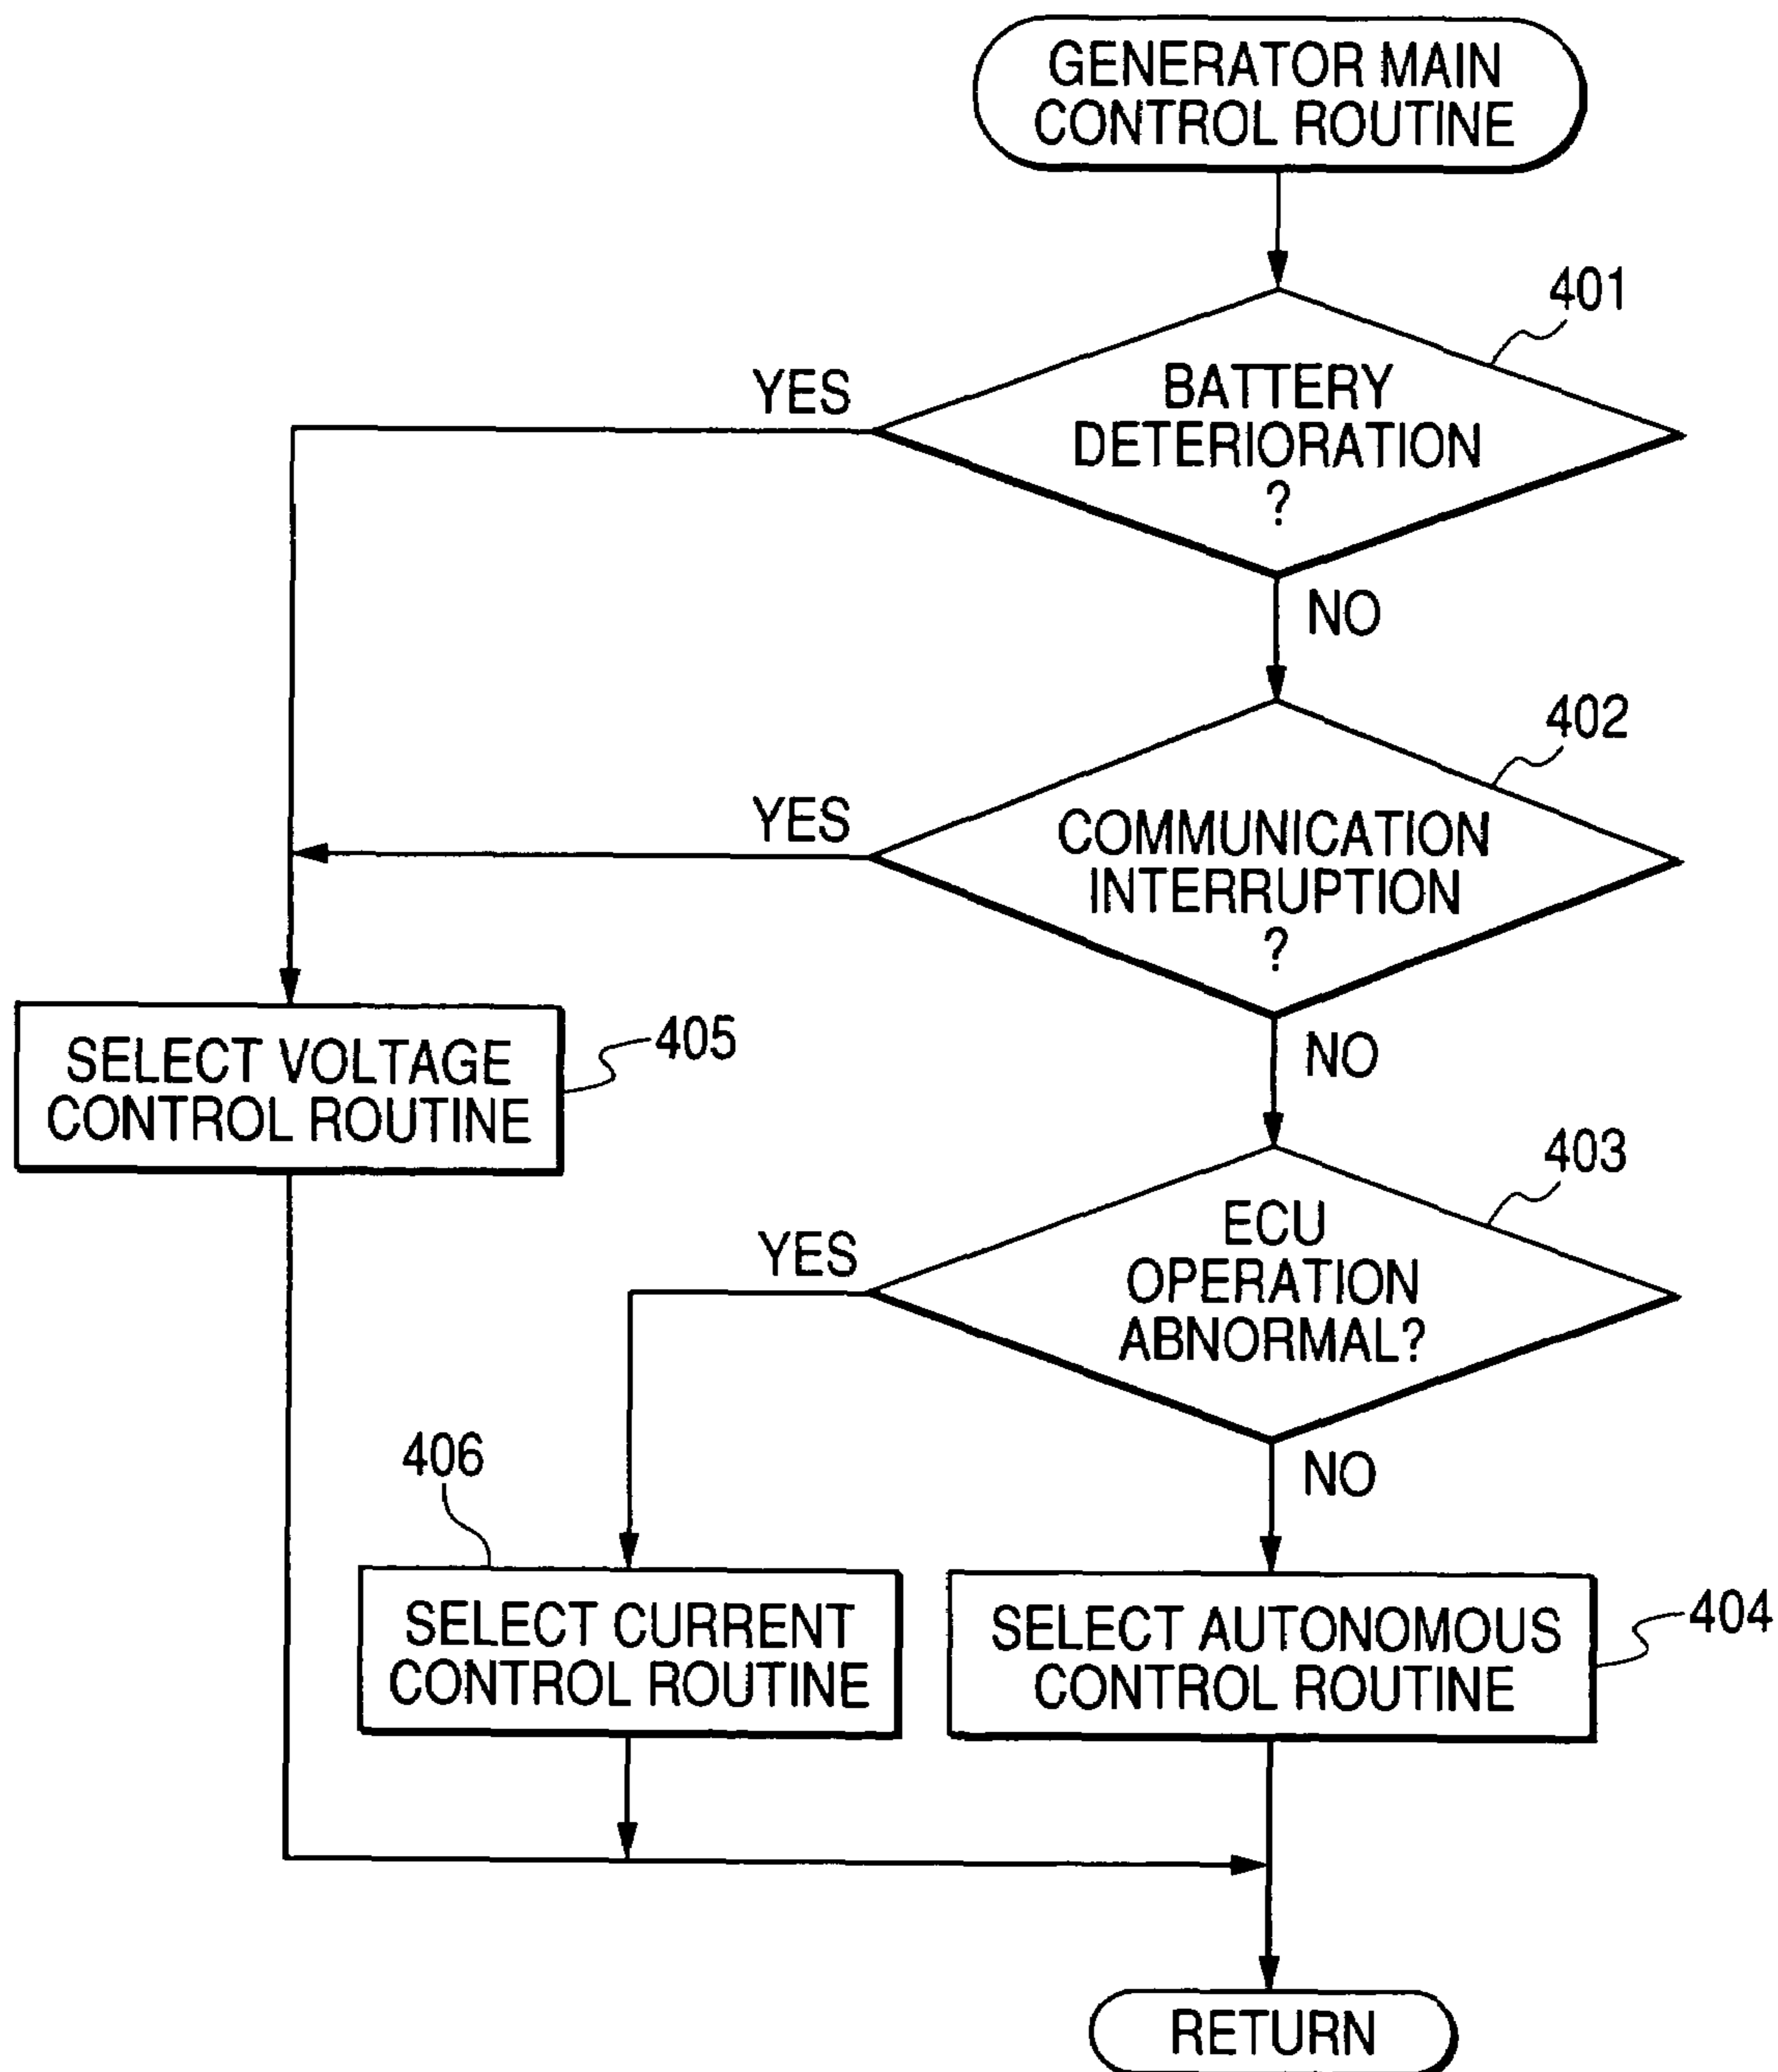 GENERATOR MAIN
CONTROL ROUTINE
401
BATTERY
DETERIORATION
?
YES
NO
402
COMMUNICATION
INTERRUPTION
?
YES
NO
SELECT VOLTAGE
CONTROL ROUTINE
405
403
ECU
OPERATION
ABNORMAL?
YES
NO
406
SELECT CURRENT
CONTROL ROUTINE
SELECT AUTONOMOUS
CONTROL ROUTINE
404
RETURN